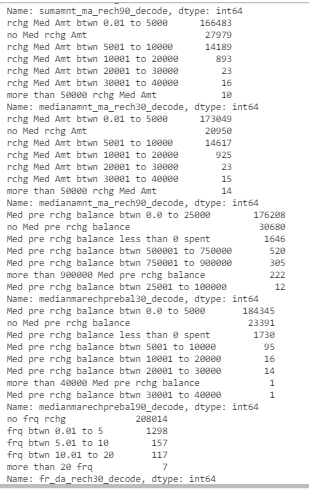 Name: sumamnt_ma_rech90_decode, dtype: int64
rchg Med Amt btwn 0.01 to 5000 166483
no Med rchg Amt 27979
rchg Med Amt btwn 5001 to 10000 14189
rchg Med Amt btwn 10001 to 20000 893
rchg Med Amt btwn 20001 to 30000 23
rchg Med Amt btwn 30001 to 40000 16
more than 50000 rchg Med Amt 10
Name: medianamnt_ma_rech30_decode, dtype: int64
rchg Med Amt btwn 0.01 to 5000 173049
no Med rchg Amt 20950
rchg Med Amt btwn 5001 to 10000 14617
rchg Med Amt btwn 10001 to 20000 925
rchg Med Amt btwn 20001 to 30000 23
rchg Med Amt btwn 30001 to 40000 15
more than 50000 rchg Med Amt 14
Name: medianamnt_ma_rech90_decode, dtype: int64
Med pre rchg balance btwn 0.0 to 25000 176208
no Med pre rchg balance 30680
Med pre rchg balance less than 0 spent 1646
Med pre rchg balance btwn 500001 to 750000 520
Med pre rchg balance btwn 750001 to 900000 305
more than 900000 Med pre rchg balance 222
Med pre rchg balance btwn 25001 to 100000 12
Name: medianmarechprebal30_decode, dtype: int64
Med pre rchg balance btwn 0.0 to 5000 184345
no Med pre rchg balance 23391
Med pre rchg balance less than 0 spent 1730
Med pre rchg balance btwn 5001 to 10000 95
Med pre rchg balance btwn 10001 to 20000 16
Med pre rchg balance btwn 20001 to 30000 14
more than 40000 Med pre rchg balance 1
Med pre rchg balance btwn 30001 to 40000 1
Name: medianmarechprebal90_decode, dtype: int64
no frq rchg 208014
frq btwn 0.01 to 5 1298
frq btwn 5.01 to 10 157
frq btwn 10.01 to 20 117
more than 20 frq 7
Name: fr_da_rech30_decode, dtype: int64